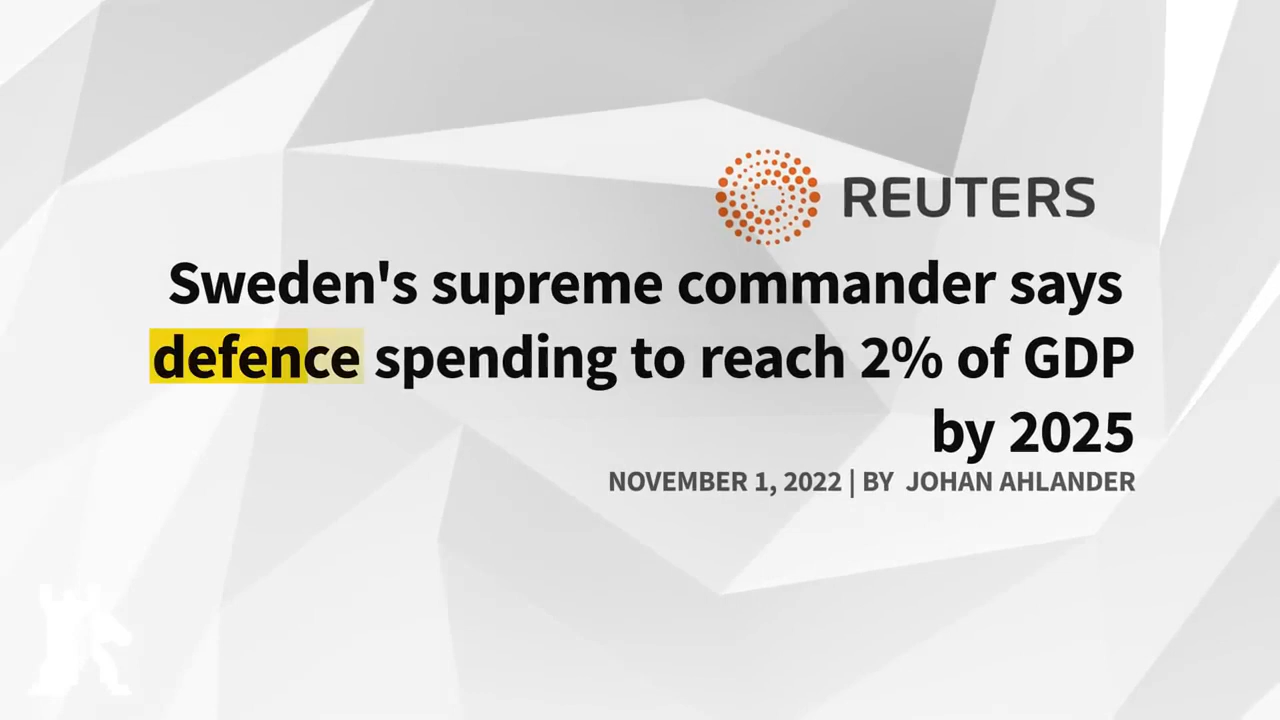 REUTERS
Sweden's supreme commander says
defence spending to reach 2% of GDP
by 2025
NOVEMBER 1, 2022 | BY JOHAN AHLANDER